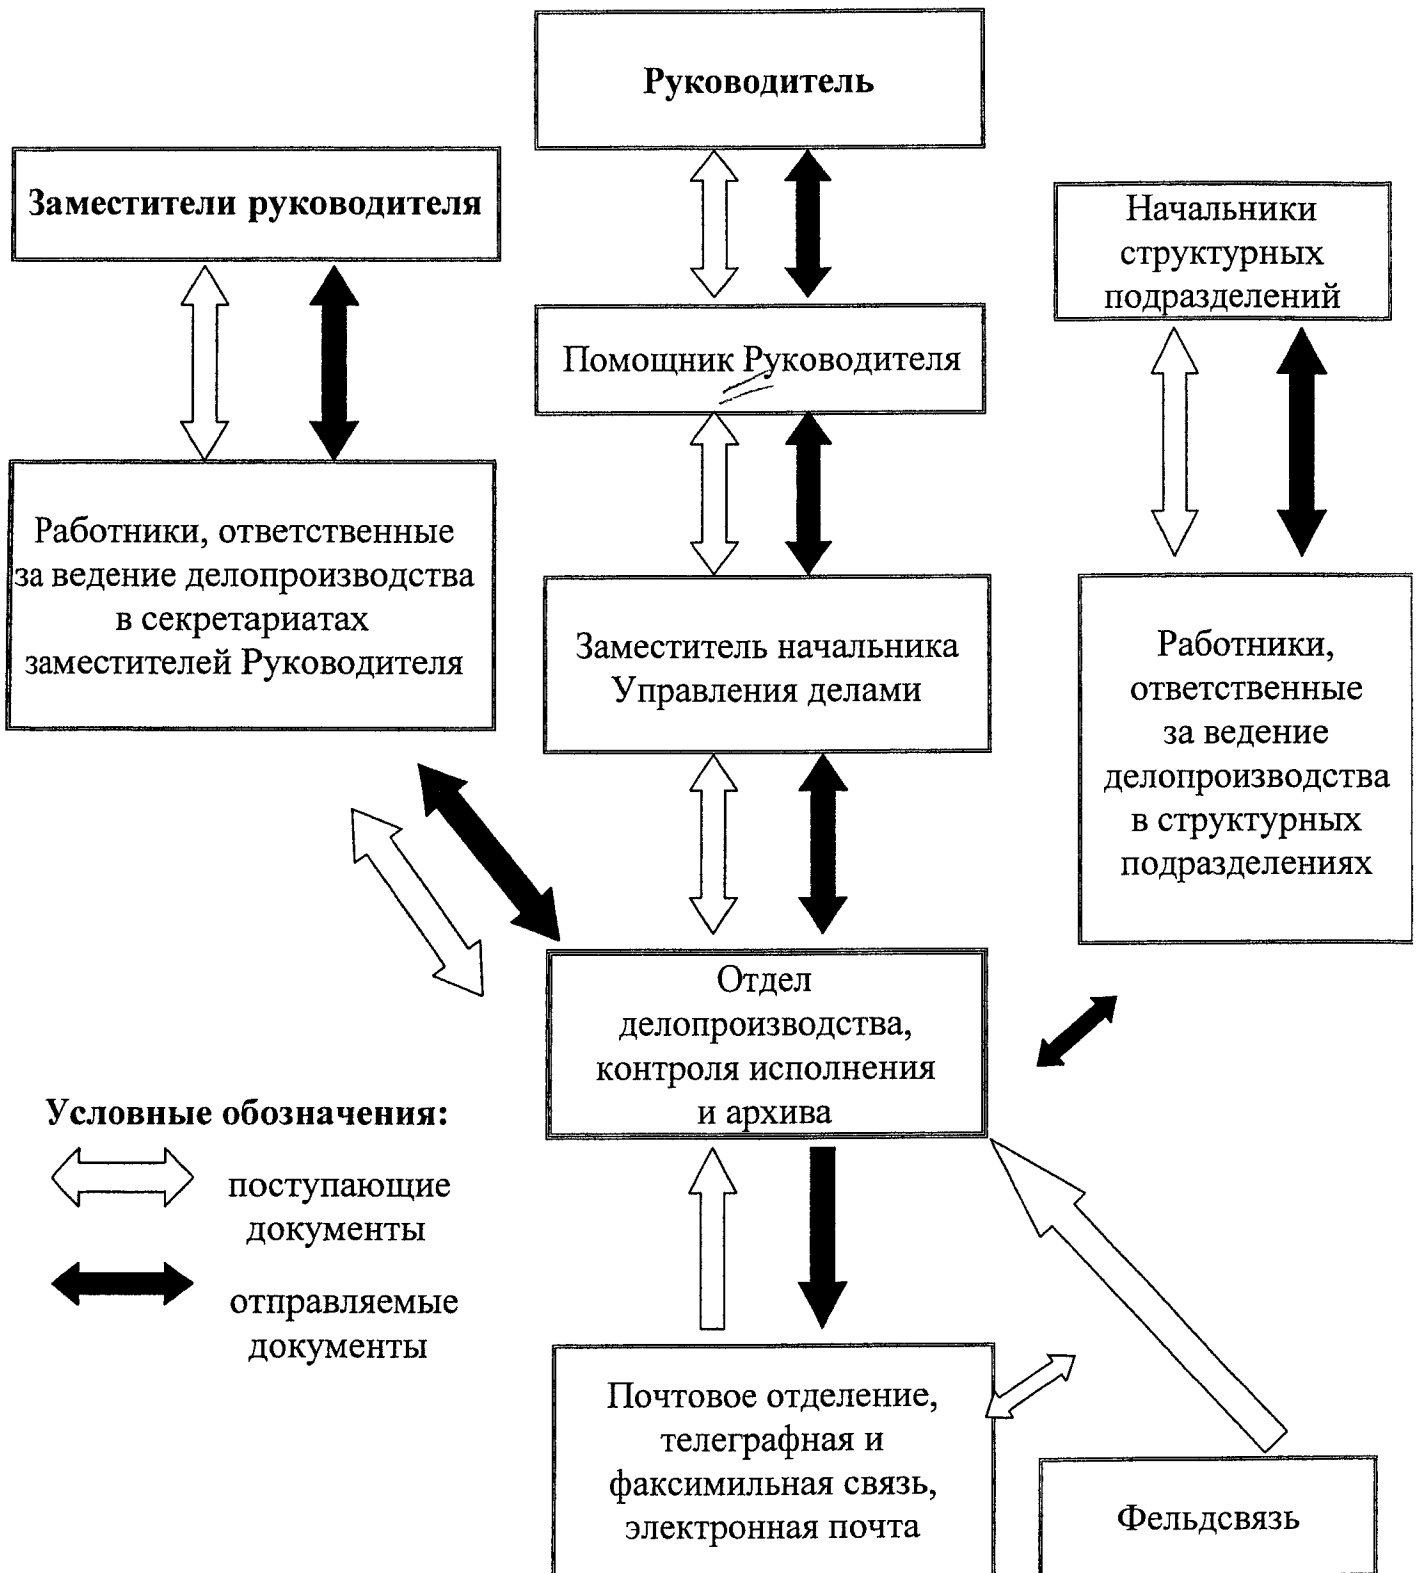 Руководитель
Заместители руководителя
Начальники
структурных
подразделений
Помощник Руководителя
Работники, ответственные
за ведение делопроизводства
в секретариатах
заместителей Руководителя
Заместитель начальника
Управления делами
Работники,
ответственные
за ведение
делопроизводства
в структурных
подразделениях
Отдел
делопроизводства,
контроля исполнения
и архива
Условные обозначения:
поступающие
документы
отправляемые
документы
Почтовое отделение,
телеграфная и
факсимильная связь,
электронная почта
Фельдсвязь